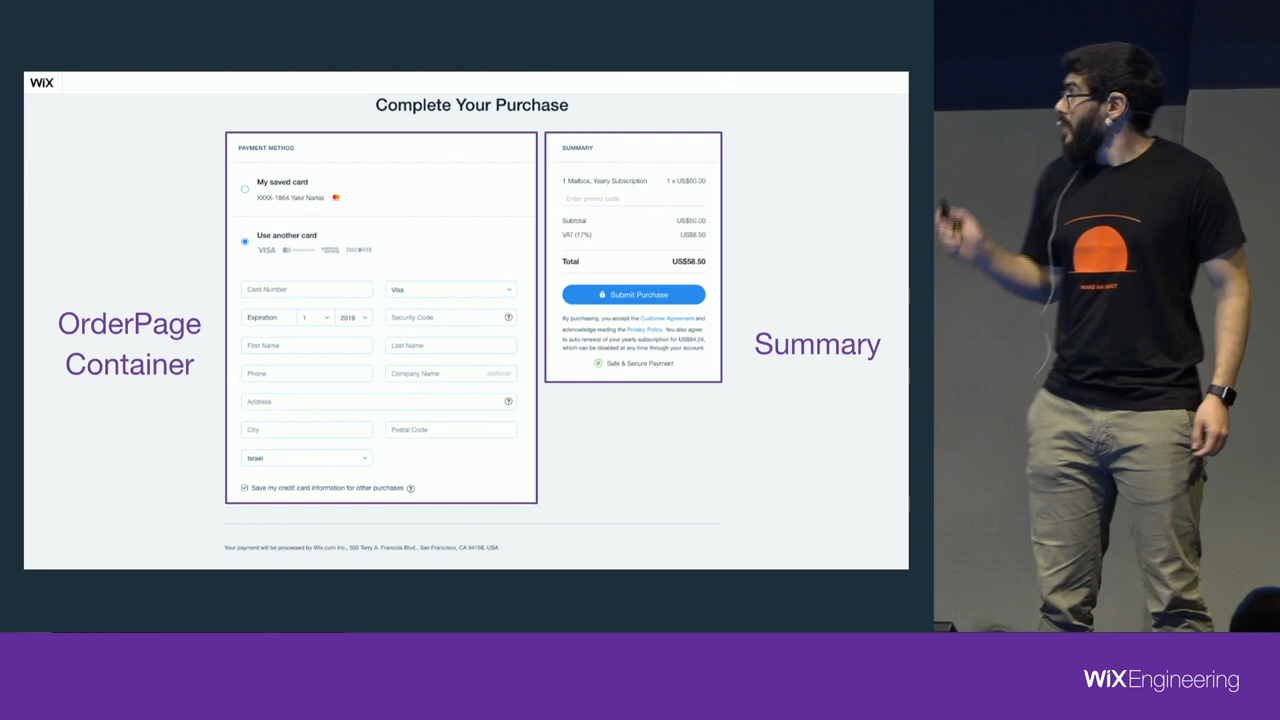 WiX
Complete Your Purchase
PAYMENT METHOD
My saved card
XXXX-1864 Yakir Narkis
Use another card
VISA
DISCOVER
Card Number
Visa
Expiration 1 2019
Security Code
First Name
Last Name
Phone
Company Name optional
Address
City
Postal Code
Israel
Save my credit card information for other purchases
SUMMARY
1 Mailbox, Yearly Subscription 1 x US$50.00
Enter promo code
Subtotal US$50.00
VAT (17%) US$8.50
Total US$58.50
Submit Purchase
By purchasing, you accept the Customer Agreement and
acknowledge reading the Privacy Policy. You also agree
to auto renewal of your yearly subscription for US$64.24,
which can be disabled at any time through your account.
Safe & Secure Payment
Your payment will be processed by Wix.com Inc., 500 Terry A. Francois Blvd., San Francisco, CA 94158, USA
OrderPage
Container
Summary
MAKE AN
WiXEngineering